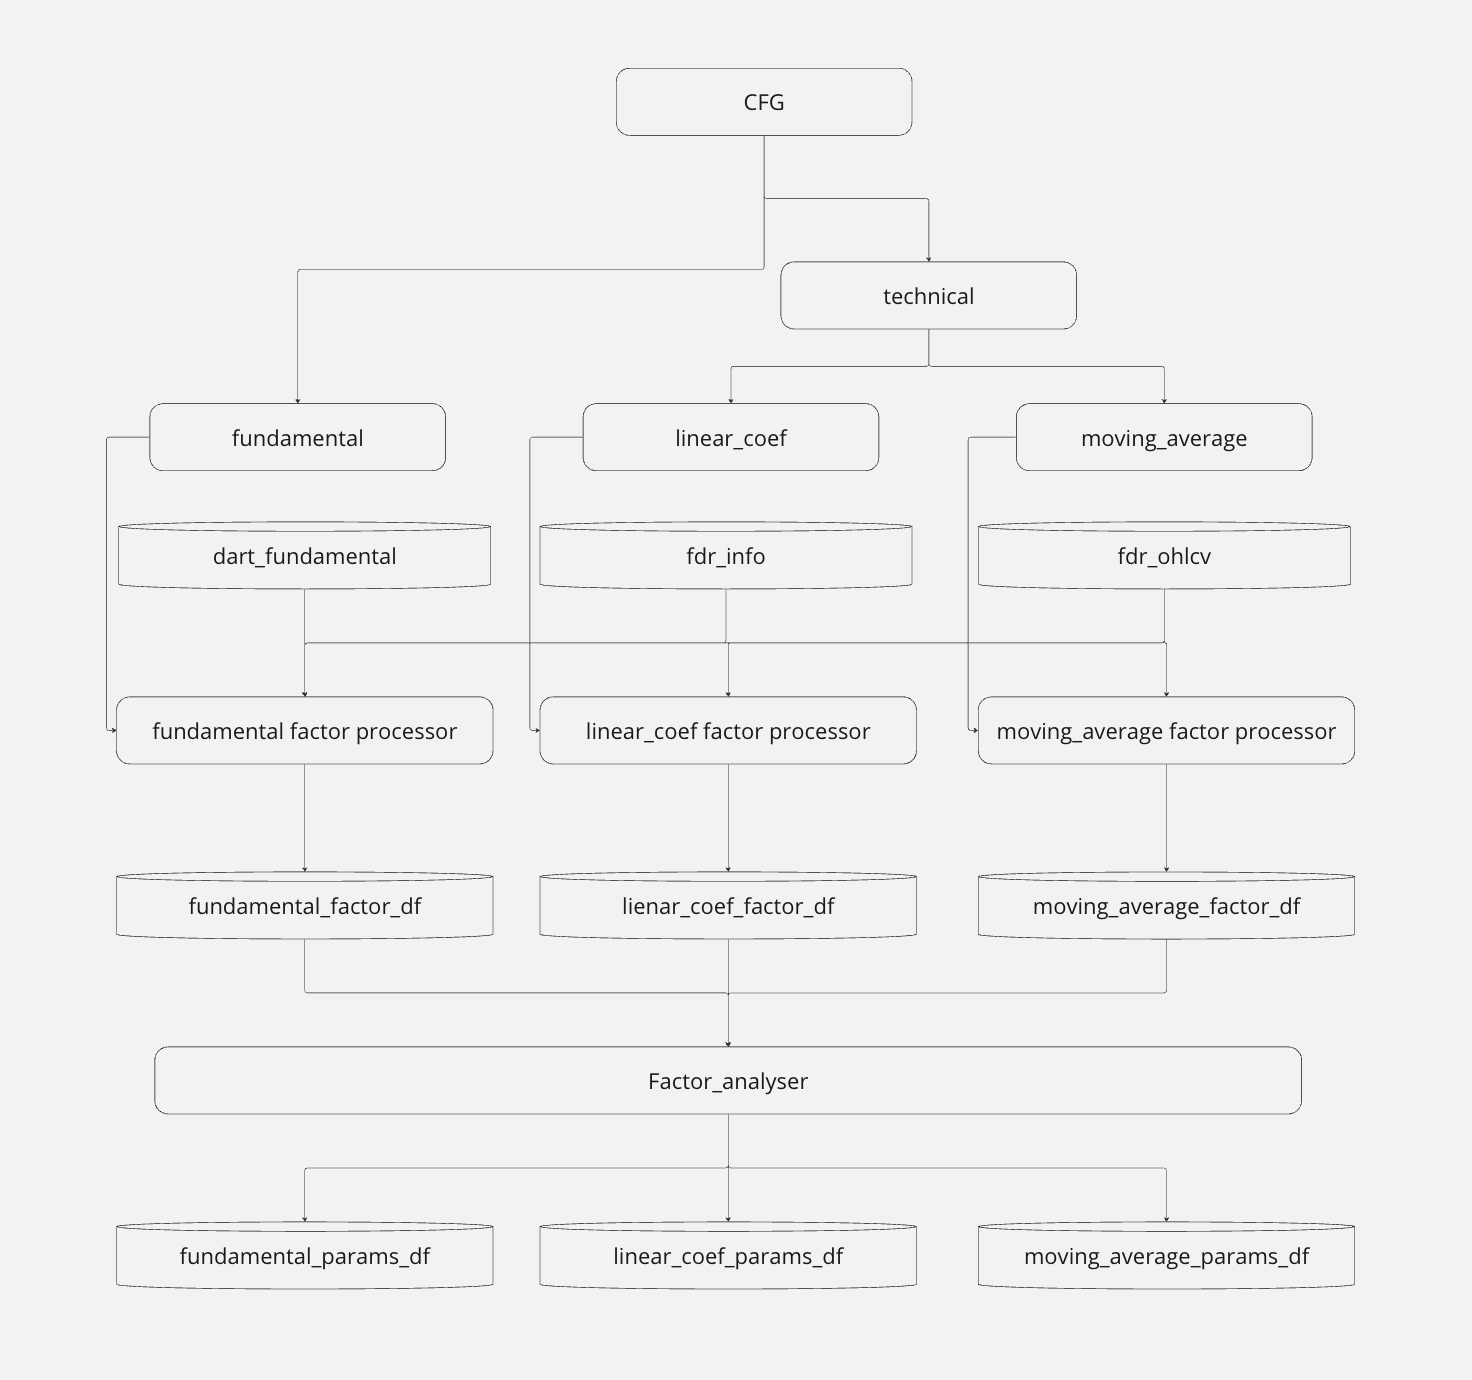 CFG
technical
fundamental
linear_coef
moving_average
dart_fundamental
fdr_info
fdr_ohlcv
fundamental factor processor
linear_coef factor processor
moving_average factor processor
fundamental_factor_df
lienar_coef_factor_df
moving_average_factor_df
Factor_analyser
fundamental_params_df
linear_coef_params_df
moving_average_params_df